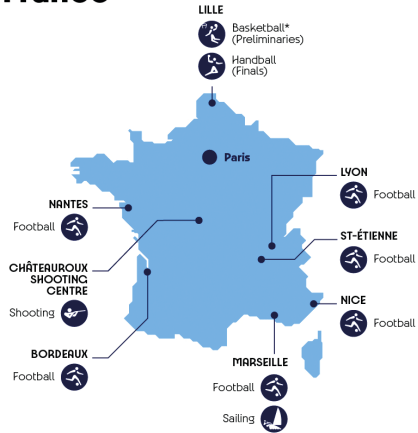 France
LILLE
Basketball*
(Preliminaries)
Handball
(Finals)
Paris
LYON
Football
NANTES
Football
ST-ÉTIENNE
Football
CHÂTEAUROUX
SHOOTING
CENTRE
Shooting
NICE
Football
BORDEAUX
Football
MARSEILLE
Football
Sailing